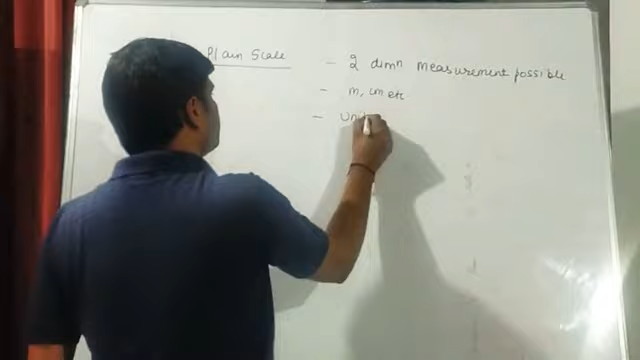 Plain Scale - 2 dimn measurement possible
- m, cm etc
- Uni